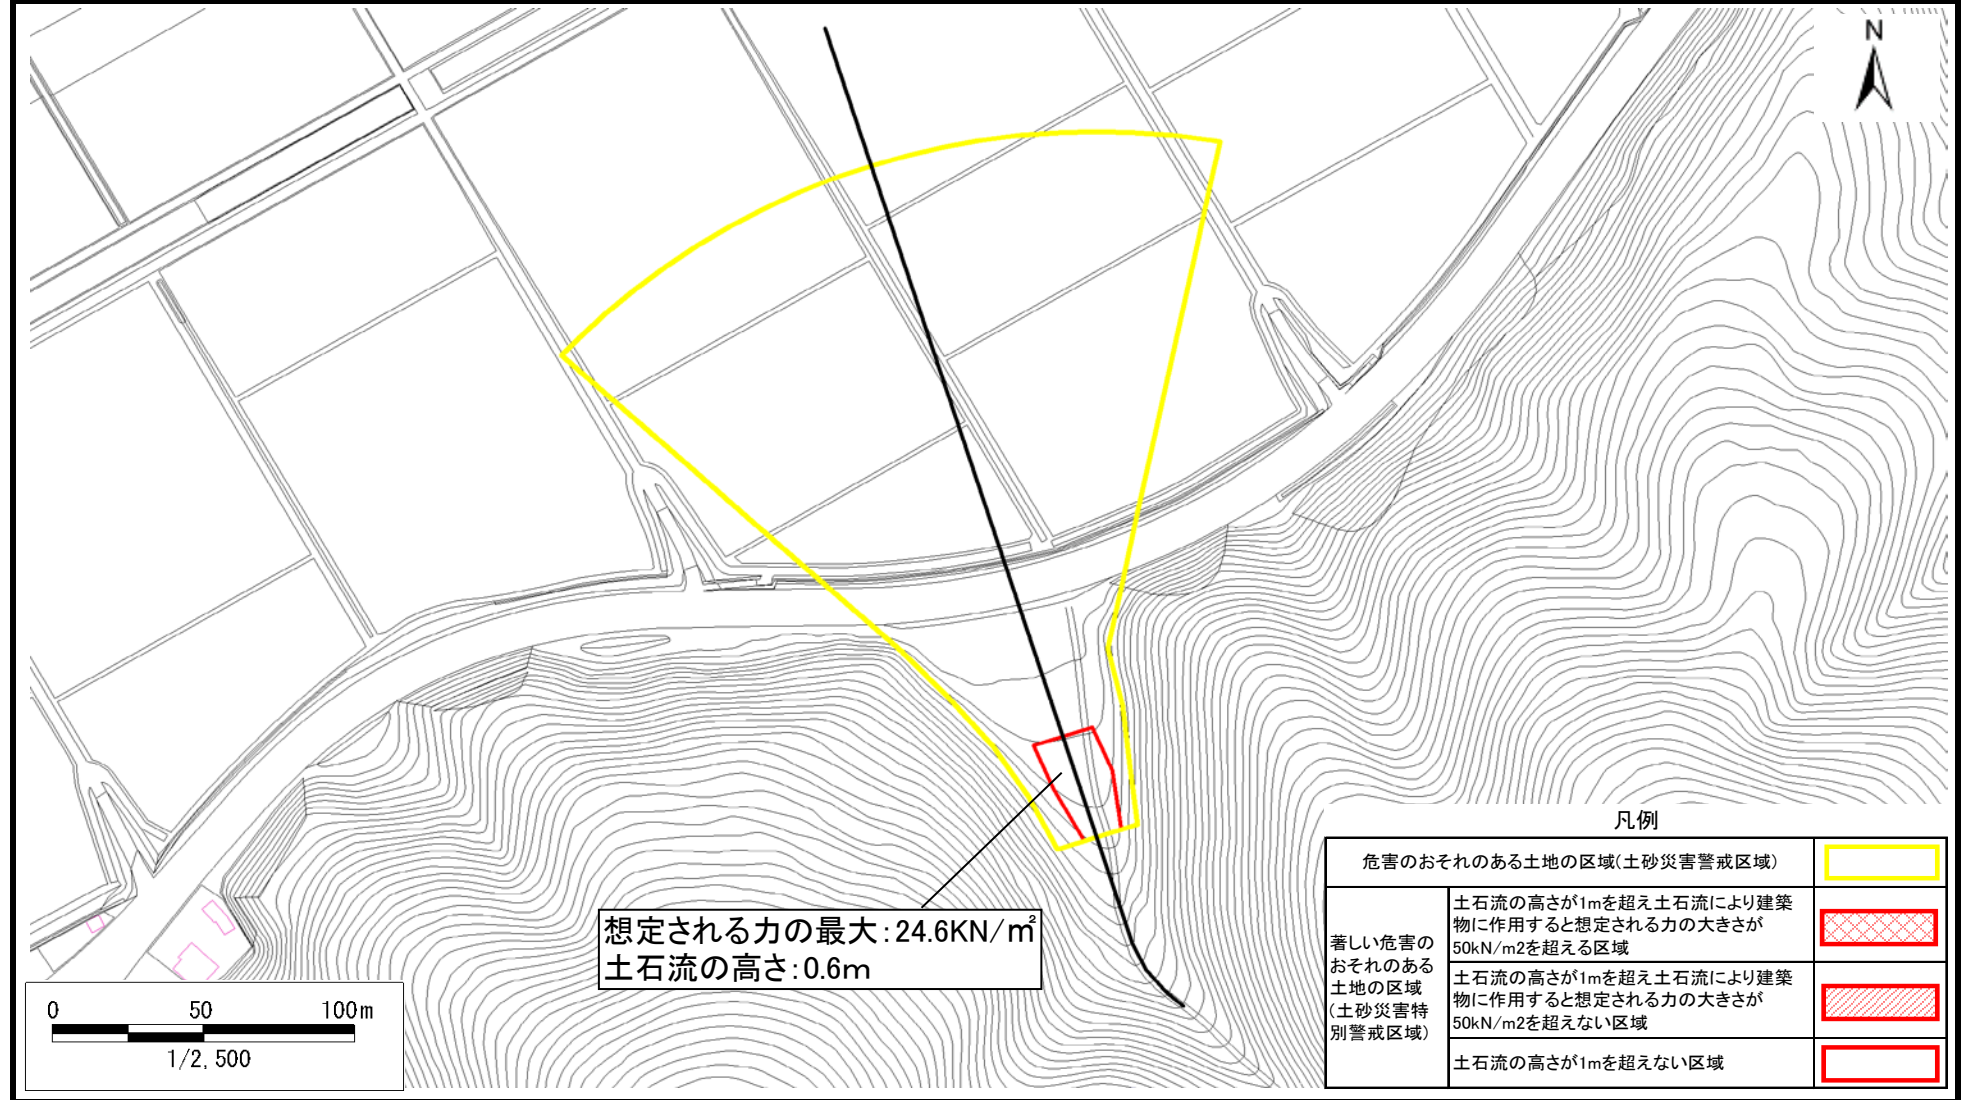 N
想定される力の最大:24.6KN/㎡
土石流の高さ:0.6m
0 50 100m
1/2,500
凡例
危害のおそれのある土地の区域(土砂災害警戒区域)
著しい危害の
おそれのある
土地の区域
(土砂災害特
別警戒区域)
土石流の高さが1mを超え土石流により建築
物に作用すると想定される力の大きさが
50kN/m2を超える区域
土石流の高さが1mを超え土石流により建築
物に作用すると想定される力の大きさが
50kN/m2を超えない区域
土石流の高さが1mを超えない区域